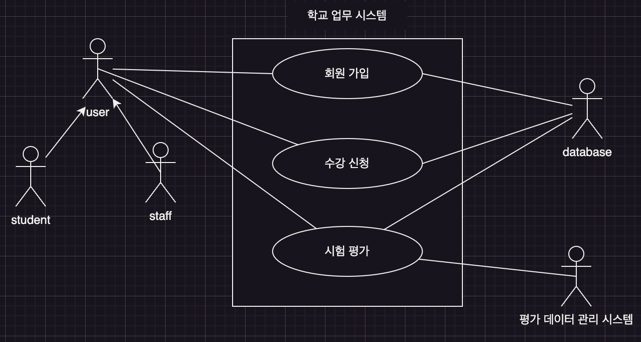 학교 업무 시스템
회원 가입
user
database
수강 신청
student
staff
시험 평가
평가 데이터 관리 시스템